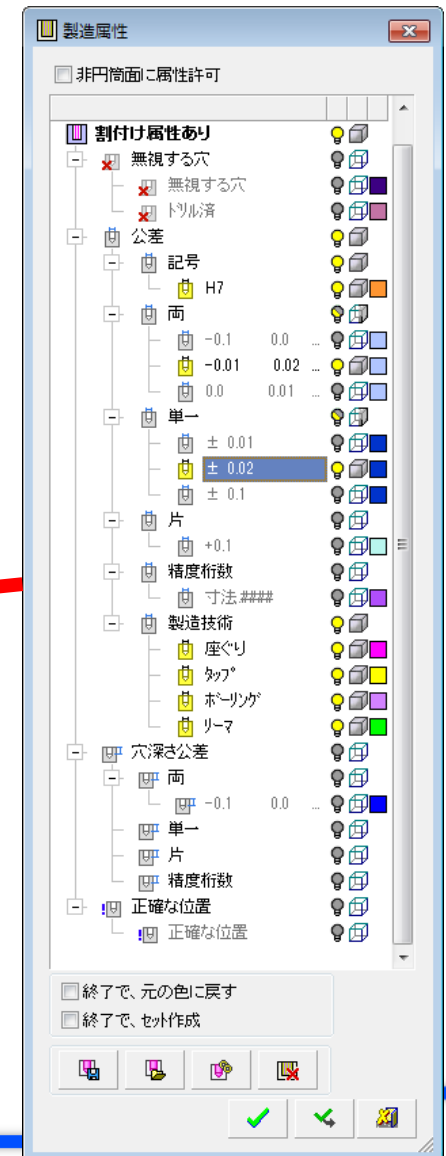 製造属性
非円筒面に属性許可
割付け属性あり
無視する穴
無視する穴
ドリル済
公差
記号
H7
両
-0.1 0.0 ...
-0.01 0.02 ...
0.0 0.01 ...
単一
± 0.01
± 0.02
± 0.1
片
+0.1
精度桁数
寸法.####
製造技術
座ぐり
タップ
ボーリング
リーマ
穴深さ公差
両
-0.1 0.0 ...
単一
片
精度桁数
正確な位置
正確な位置
終了で、元の色に戻す
終了で、セット作成